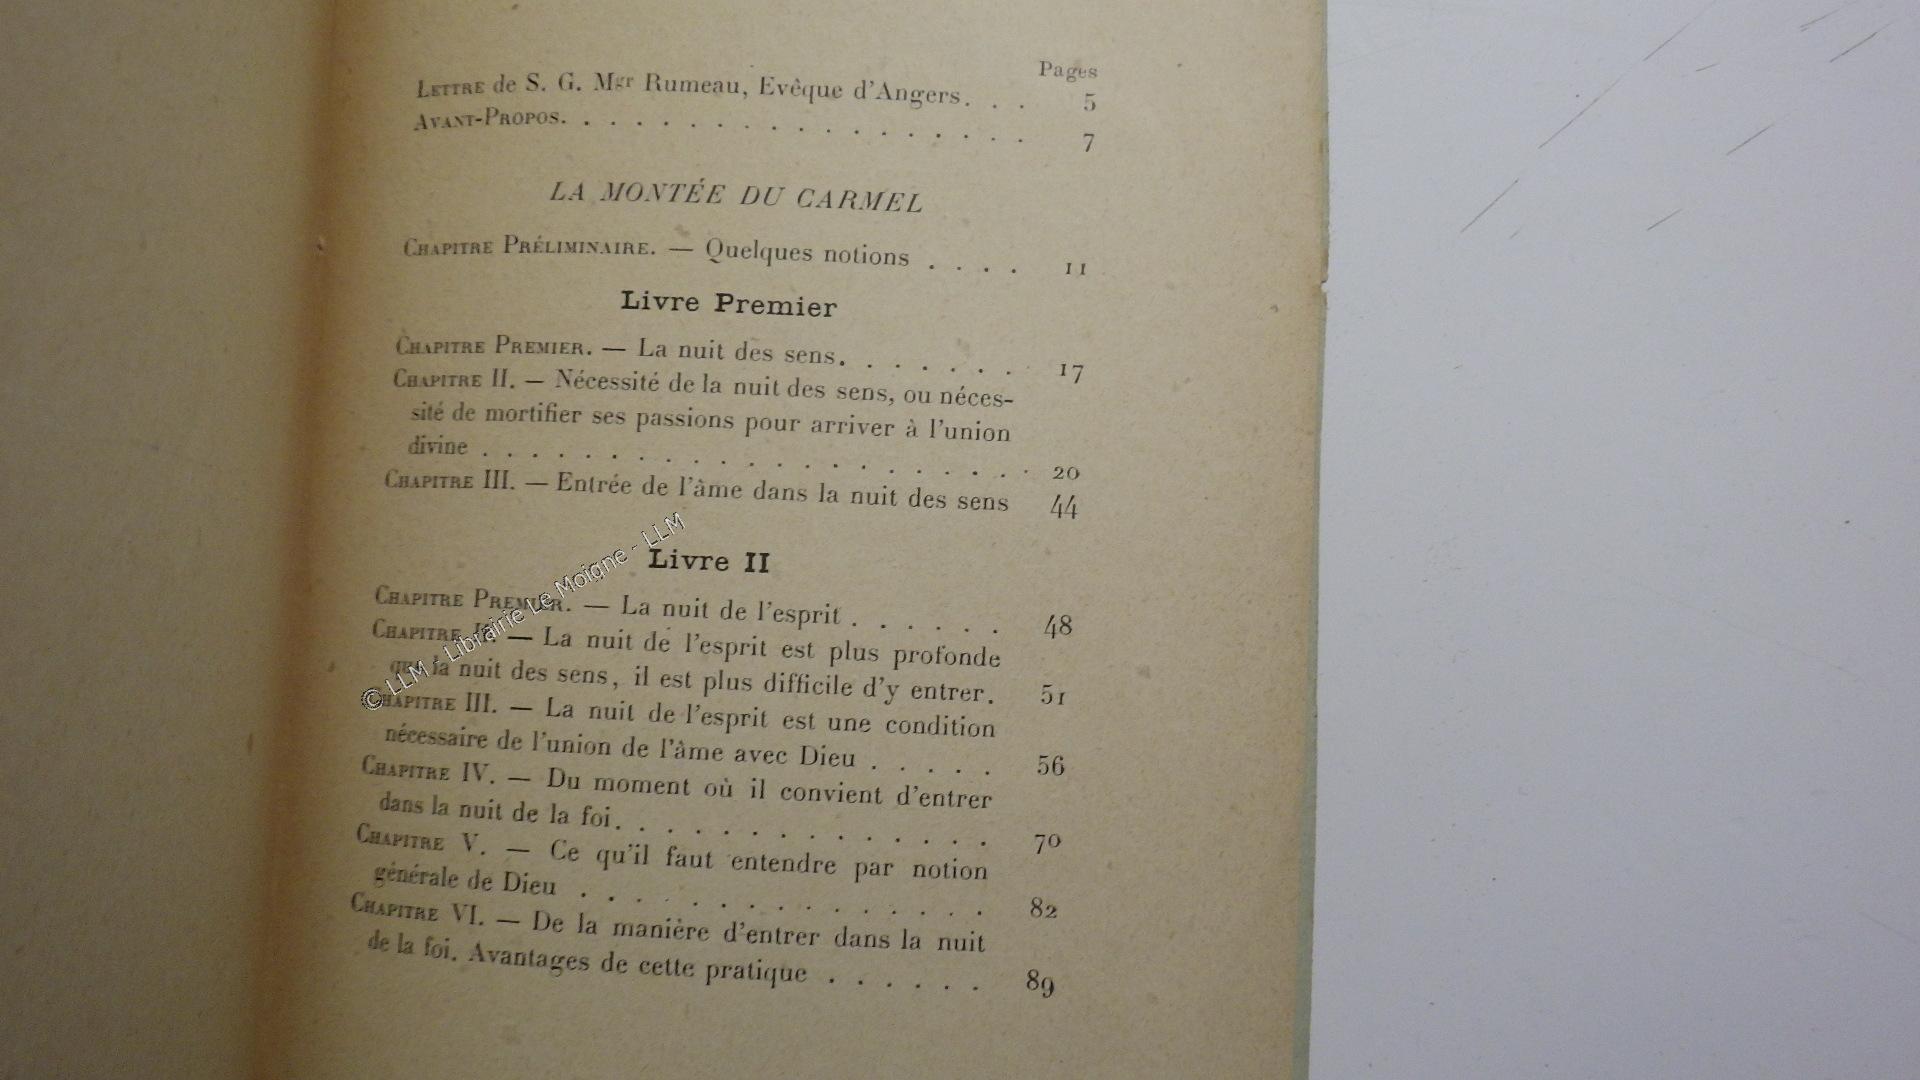 Pages
Lettre de S. G. Mgr Rumeau, Evêque d'Angers. . . . 5
Avant-Propos. . . . . . . . . . . . . . . . . . 7
LA MONTÉE DU CARMEL
Chapitre Préliminaire. — Quelques notions . . . . 11
Livre Premier
Chapitre Premier. — La nuit des sens. . . . . . . . 17
Chapitre II. — Nécessité de la nuit des sens, ou néces-
sité de mortifier ses passions pour arriver à l'union
divine . . . . . . . . . . . . . . . . . . . . . . 20
Chapitre III. — Entrée de l'âme dans la nuit des sens 44
Livre II
Chapitre Premier. — La nuit de l'esprit . . . . . . 48
Chapitre II. — La nuit de l'esprit est plus profonde
que la nuit des sens, il est plus difficile d'y entrer. 51
Chapitre III. — La nuit de l'esprit est une condition
nécessaire de l'union de l'âme avec Dieu . . . . . 56
Chapitre IV. — Du moment où il convient d'entrer
dans la nuit de la foi. . . . . . . . . . . . . . 70
Chapitre V. — Ce qu'il faut entendre par notion
générale de Dieu . . . . . . . . . . . . . . . 82
Chapitre VI. — De la manière d'entrer dans la nuit
de la foi. Avantages de cette pratique . . . . . . 89
© LLM - Librairie Le Moigne - LLM